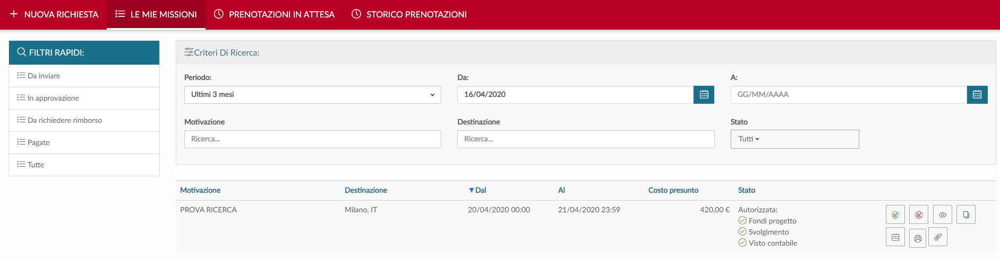 NUOVA RICHIESTA LE MIE MISSIONI PRENOTAZIONI IN ATTESA STORICO PRENOTAZIONI
FILTRI RAPIDI:
Da inviare
In approvazione
Da richiedere rimborso
Pagate
Tutte
Criteri Di Ricerca:
Periodo: Da: A:
Ultimi 3 mesi 16/04/2020 GG/MM/AAAA
Motivazione Destinazione Stato
Ricerca... Ricerca... Tutti
Motivazione Destinazione Dal Al Costo presunto Stato
PROVA RICERCA Milano, IT 20/04/2020 00:00 21/04/2020 23:59 420,00 € Autorizzata:
Fondi progetto
Svolgimento
Visto contabile